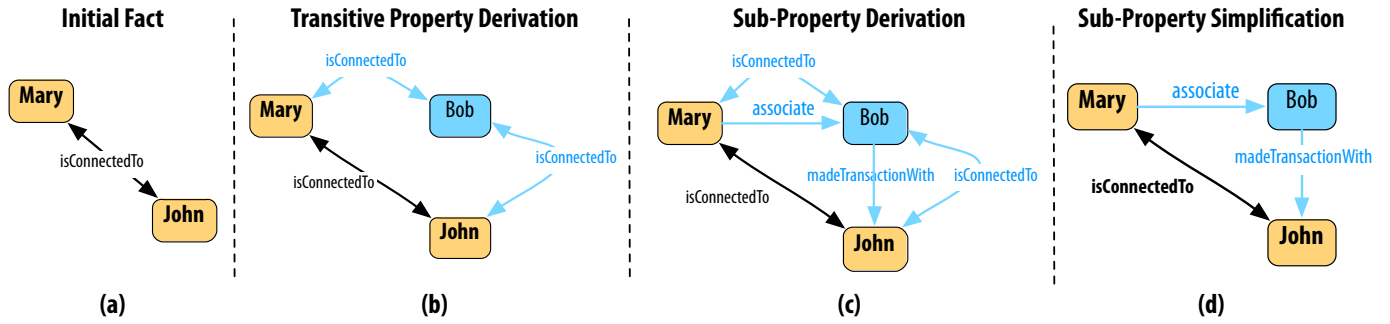 Initial Fact
Mary
isConnectedTo
John
(a)
Transitive Property Derivation
isConnectedTo
Mary
Bob
isConnectedTo
isConnectedTo
John
(b)
Sub-Property Derivation
isConnectedTo
Mary
associate
Bob
madeTransactionWith
isConnectedTo
isConnectedTo
John
(c)
Sub-Property Simplification
Mary
associate
Bob
madeTransactionWith
isConnectedTo
John
(d)